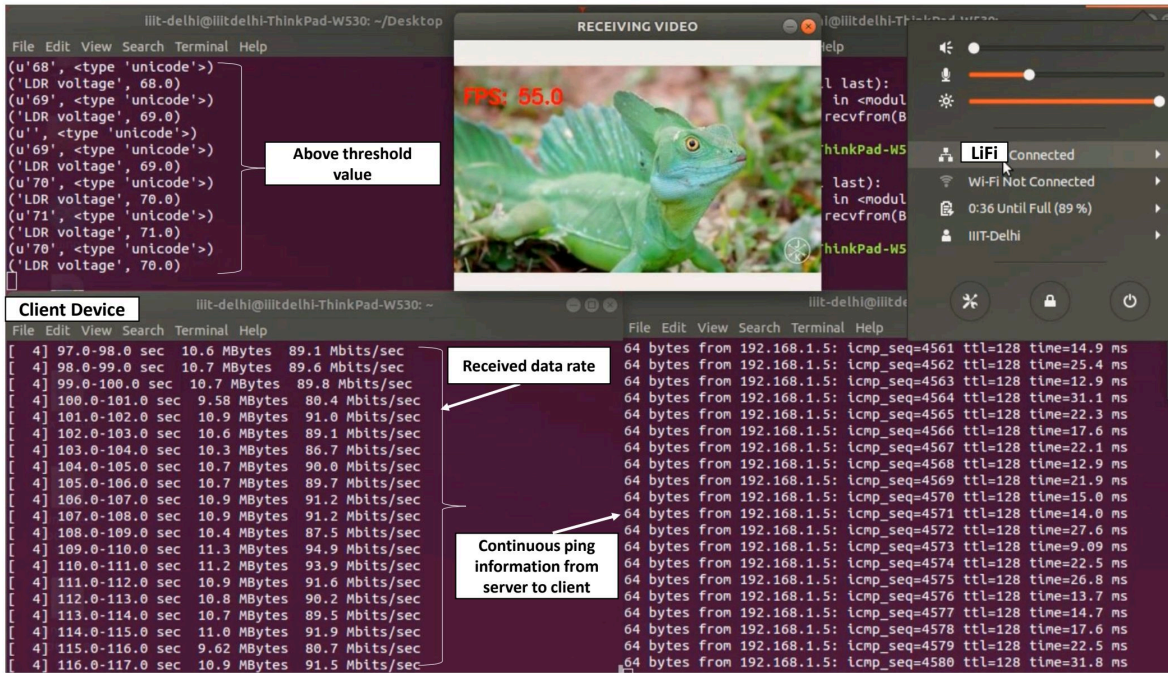 iiit-delhi@iiitdelhi-ThinkPad-W530: ~/Desktop
File Edit View Search Terminal Help
(u'68', <type 'unicode'>)
('LDR voltage', 68.0)
(u'69', <type 'unicode'>)
('LDR voltage', 69.0)
(u'', <type 'unicode'>)
(u'69', <type 'unicode'>)
('LDR voltage', 69.0)
(u'70', <type 'unicode'>)
('LDR voltage', 70.0)
(u'71', <type 'unicode'>)
('LDR voltage', 71.0)
(u'70', <type 'unicode'>)
('LDR voltage', 70.0)
Above threshold
value
RECEIVING VIDEO
FPS: 55.0
Help
l last):
in <modul
recvfrom(B
hinkPad-W5
last):
in <modul
recvfrom(B
hinkPad-W5
LiFi Connected
Wi-Fi Not Connected
0:36 Until Full (89 %)
IIIT-Delhi
Client Device
iiit-delhi@iiitdelhi-ThinkPad-W530: ~
File Edit View Search Terminal Help
[ 4] 97.0-98.0 sec 10.6 MBytes 89.1 Mbits/sec
[ 4] 98.0-99.0 sec 10.7 MBytes 89.6 Mbits/sec
[ 4] 99.0-100.0 sec 10.7 MBytes 89.8 Mbits/sec
[ 4] 100.0-101.0 sec 9.58 MBytes 80.4 Mbits/sec
[ 4] 101.0-102.0 sec 10.9 MBytes 91.0 Mbits/sec
[ 4] 102.0-103.0 sec 10.6 MBytes 89.1 Mbits/sec
[ 4] 103.0-104.0 sec 10.3 MBytes 86.7 Mbits/sec
[ 4] 104.0-105.0 sec 10.7 MBytes 90.0 Mbits/sec
[ 4] 105.0-106.0 sec 10.7 MBytes 89.7 Mbits/sec
[ 4] 106.0-107.0 sec 10.9 MBytes 91.2 Mbits/sec
[ 4] 107.0-108.0 sec 10.9 MBytes 91.2 Mbits/sec
[ 4] 108.0-109.0 sec 10.4 MBytes 87.5 Mbits/sec
[ 4] 109.0-110.0 sec 11.3 MBytes 94.9 Mbits/sec
[ 4] 110.0-111.0 sec 11.2 MBytes 93.9 Mbits/sec
[ 4] 111.0-112.0 sec 10.9 MBytes 91.6 Mbits/sec
[ 4] 112.0-113.0 sec 10.8 MBytes 90.2 Mbits/sec
[ 4] 113.0-114.0 sec 10.7 MBytes 89.5 Mbits/sec
[ 4] 114.0-115.0 sec 11.0 MBytes 91.9 Mbits/sec
[ 4] 115.0-116.0 sec 9.62 MBytes 80.7 Mbits/sec
[ 4] 116.0-117.0 sec 10.9 MBytes 91.5 Mbits/sec
Received data rate
Continuous ping
information from
server to client
iiit-delhi@iiitde
File Edit View Search Terminal Help
64 bytes from 192.168.1.5: icmp_seq=4561 ttl=128 time=14.9 ms
64 bytes from 192.168.1.5: icmp_seq=4562 ttl=128 time=25.4 ms
64 bytes from 192.168.1.5: icmp_seq=4563 ttl=128 time=12.9 ms
64 bytes from 192.168.1.5: icmp_seq=4564 ttl=128 time=31.1 ms
64 bytes from 192.168.1.5: icmp_seq=4565 ttl=128 time=22.3 ms
64 bytes from 192.168.1.5: icmp_seq=4566 ttl=128 time=17.6 ms
64 bytes from 192.168.1.5: icmp_seq=4567 ttl=128 time=22.1 ms
64 bytes from 192.168.1.5: icmp_seq=4568 ttl=128 time=12.9 ms
64 bytes from 192.168.1.5: icmp_seq=4569 ttl=128 time=21.9 ms
64 bytes from 192.168.1.5: icmp_seq=4570 ttl=128 time=15.0 ms
64 bytes from 192.168.1.5: icmp_seq=4571 ttl=128 time=14.0 ms
64 bytes from 192.168.1.5: icmp_seq=4572 ttl=128 time=27.6 ms
64 bytes from 192.168.1.5: icmp_seq=4573 ttl=128 time=9.09 ms
64 bytes from 192.168.1.5: icmp_seq=4574 ttl=128 time=22.5 ms
64 bytes from 192.168.1.5: icmp_seq=4575 ttl=128 time=26.8 ms
64 bytes from 192.168.1.5: icmp_seq=4576 ttl=128 time=13.7 ms
64 bytes from 192.168.1.5: icmp_seq=4577 ttl=128 time=14.7 ms
64 bytes from 192.168.1.5: icmp_seq=4578 ttl=128 time=17.6 ms
64 bytes from 192.168.1.5: icmp_seq=4579 ttl=128 time=22.5 ms
64 bytes from 192.168.1.5: icmp_seq=4580 ttl=128 time=31.8 ms